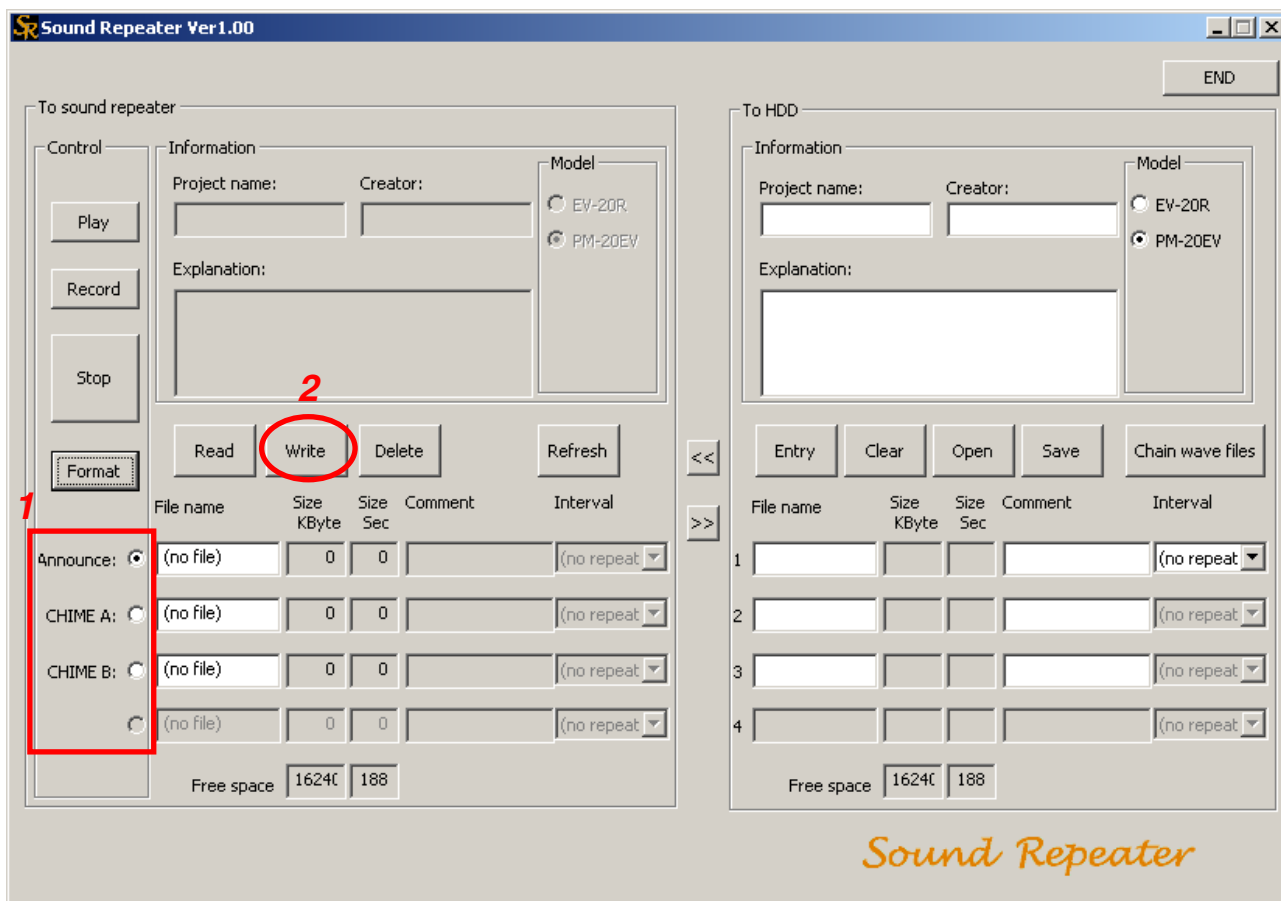 SR Sound Repeater Ver1.00
END
To sound repeater
Control
Play
Record
Stop
Format
Information
Project name: Creator:
Explanation:
Model
EV-20R
PM-20EV
2
Read Write Delete Refresh
1
File name Size KByte Size Sec Comment Interval
Announce: (no file) 0 0 (no repeat
CHIME A: (no file) 0 0 (no repeat
CHIME B: (no file) 0 0 (no repeat
(no file) 0 0 (no repeat
Free space 1624 188
<<
>>
To HDD
Information
Project name: Creator:
Explanation:
Model
EV-20R
PM-20EV
Entry Clear Open Save Chain wave files
File name Size KByte Size Sec Comment Interval
1 (no repeat
2 (no repeat
3 (no repeat
4 (no repeat
Free space 1624 188
Sound Repeater